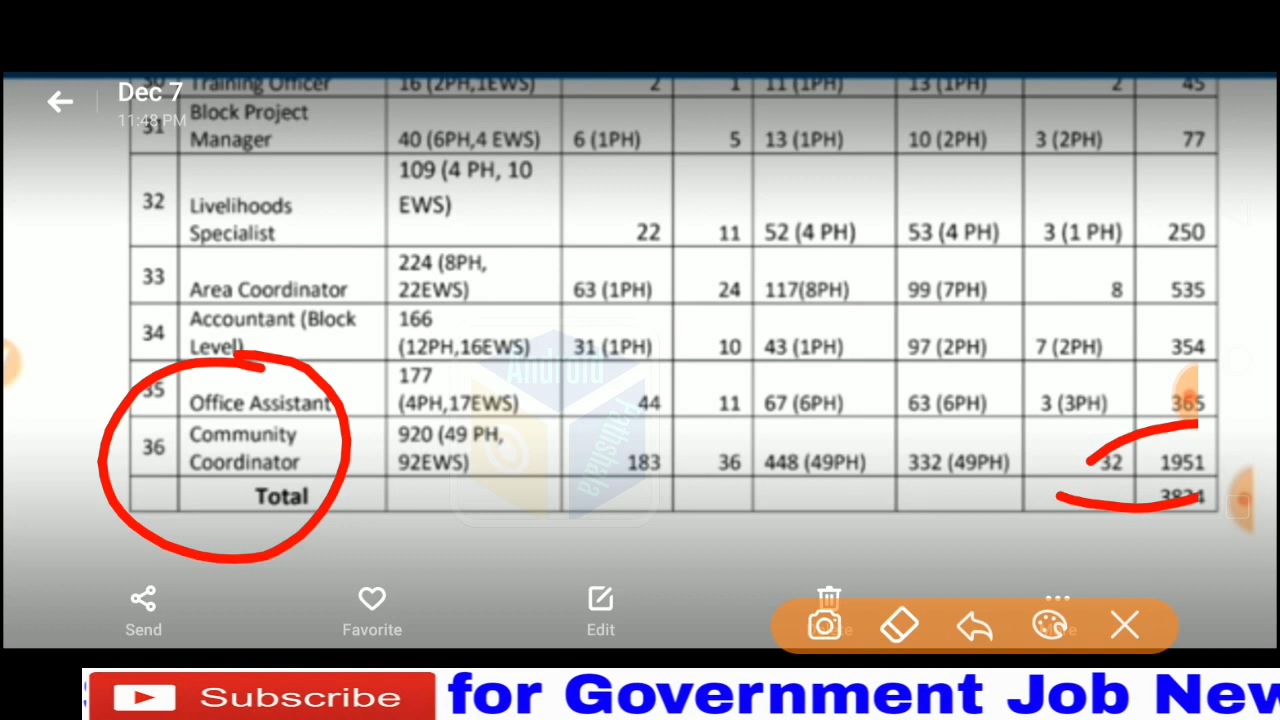 Dec 7
11:48 PM
30 Training Officer 16 (2PH,1EWS) 2 1 11 (1PH) 13 (1PH) 2 45
31 Block Project
Manager 40 (6PH,4 EWS) 6 (1PH) 5 13 (1PH) 10 (2PH) 3 (2PH) 77
32 109 (4 PH, 10
EWS)
Livelihoods
Specialist 22 11 52 (4 PH) 53 (4 PH) 3 (1 PH) 250
33 224 (8PH,
Area Coordinator 22EWS) 63 (1PH) 24 117(8PH) 99 (7PH) 8 535
34 Accountant (Block 166
Level) (12PH,16EWS) 31 (1PH) 10 43 (1PH) 97 (2PH) 7 (2PH) 354
35 177
Office Assistant (4PH,17EWS) 44 11 67 (6PH) 63 (6PH) 3 (3PH) 365
36 Community 920 (49 PH,
Coordinator 92EWS) 183 36 448 (49PH) 332 (49PH) 32 1951
Total
Android
Pathshala
Send Favorite Edit
Subscribe for Government Job New